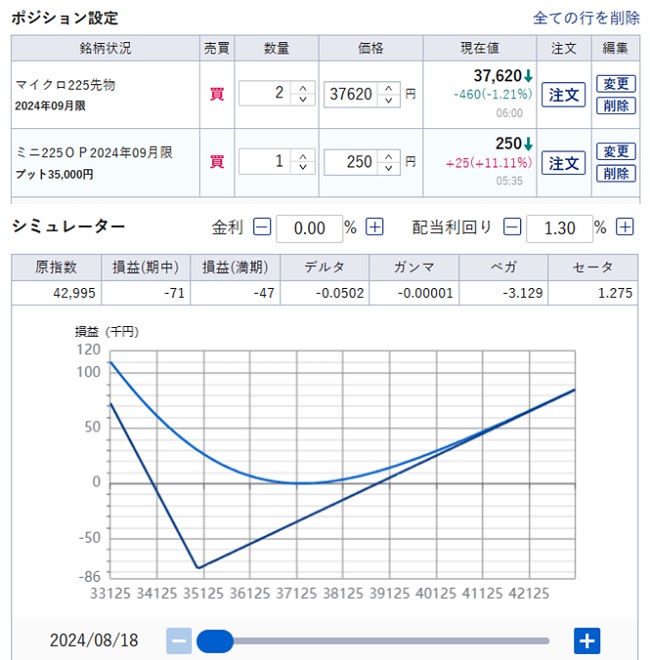 ポジション設定 全ての行を削除
銘柄状況 売買 数量 価格 現在値 注文 編集
マイクロ225先物
2024年09月限
買 2 37620 円
37,620↓
-460(-1.21%)
06:00
注文 変更
削除
ミニ225OP2024年09月限
プット35,000円
買 1 250 円
250↓
+25(+11.11%)
05:35
注文 変更
削除
シミュレーター 金利 − 0.00 % + 配当利回り − 1.30 % +
原指数 損益(期中) 損益(満期) デルタ ガンマ ベガ セータ
42,995 -71 -47 -0.0502 -0.00001 -3.129 1.275
損益（千円）
120
100
50
0
-50
-86
33125 34125 35125 36125 37125 38125 39125 40125 41125 42125
2024/08/18 − +